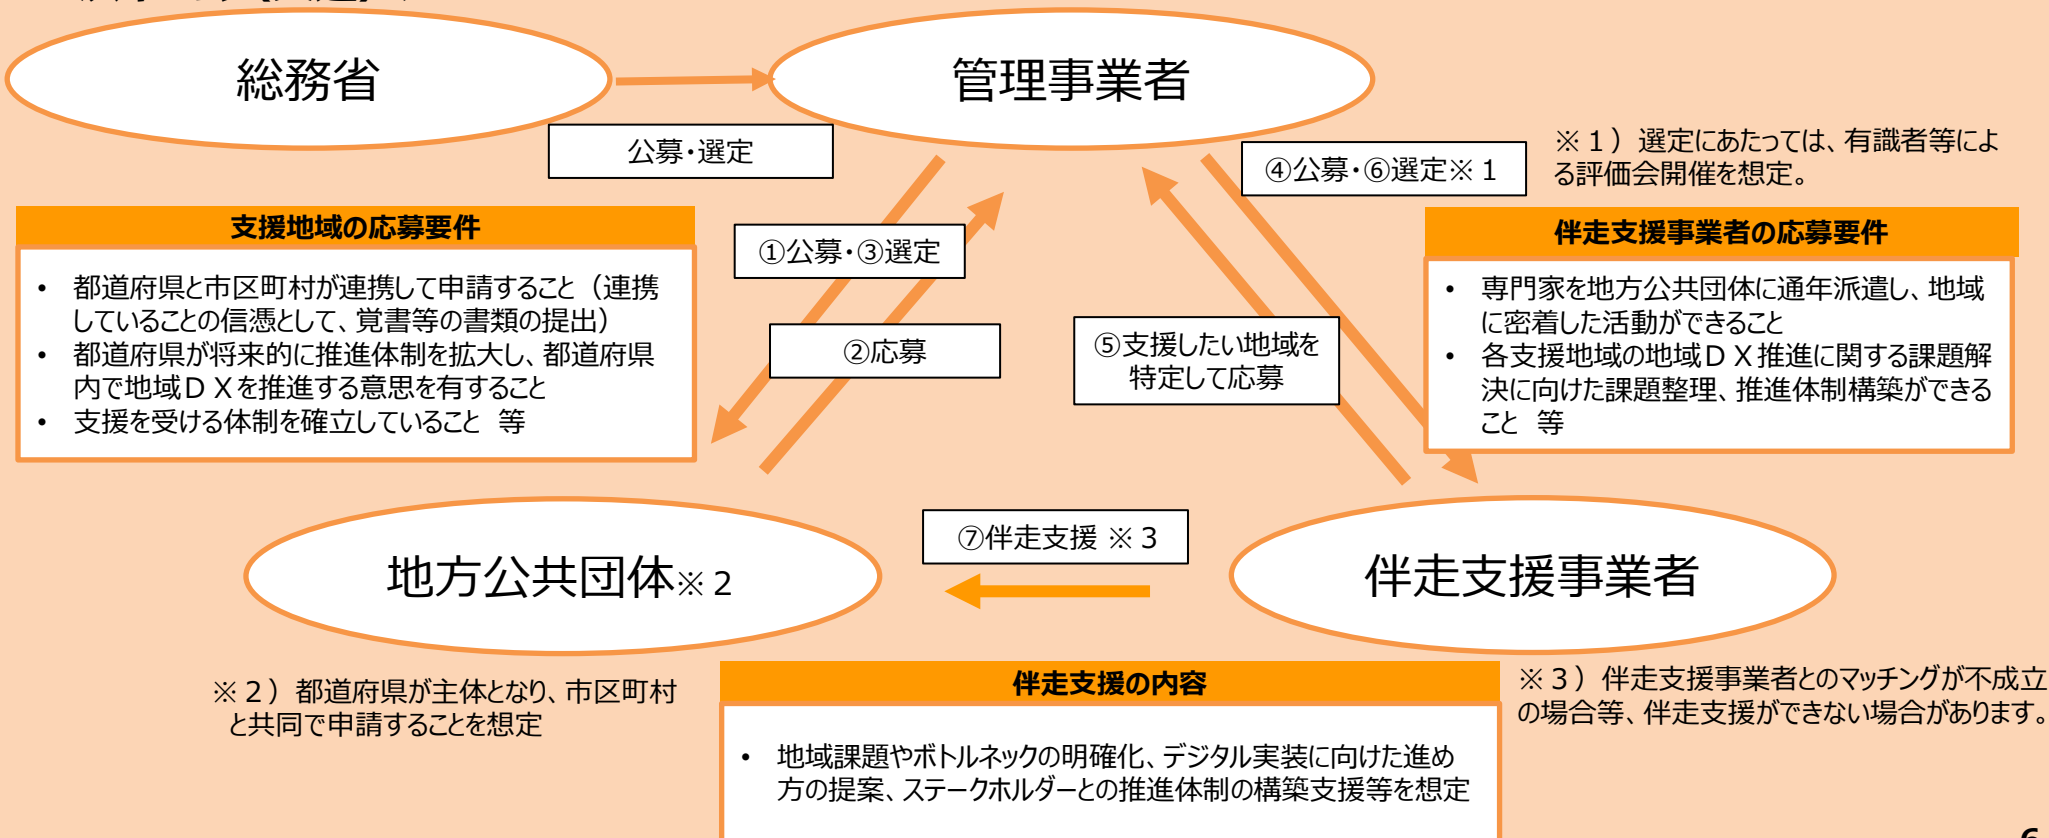 総務省
管理事業者
公募・選定
④公募・⑥選定※１
※１）選定にあたっては、有識者等によ
る評価会開催を想定。
支援地域の応募要件
• 都道府県と市区町村が連携して申請すること（連携
していることの信憑として、覚書等の書類の提出）
• 都道府県が将来的に推進体制を拡大し、都道府県
内で地域ＤＸを推進する意思を有すること
• 支援を受ける体制を確立していること 等
①公募・③選定
②応募
⑤支援したい地域を
特定して応募
伴走支援事業者の応募要件
• 専門家を地方公共団体に通年派遣し、地域
に密着した活動ができること
• 各支援地域の地域ＤＸ推進に関する課題解
決に向けた課題整理、推進体制構築ができる
こと 等
⑦伴走支援 ※３
地方公共団体※２
伴走支援事業者
※２）都道府県が主体となり、市区町村
と共同で申請することを想定
伴走支援の内容
• 地域課題やボトルネックの明確化、デジタル実装に向けた進め
方の提案、ステークホルダーとの推進体制の構築支援等を想定
※３）伴走支援事業者とのマッチングが不成立
の場合等、伴走支援ができない場合があります。